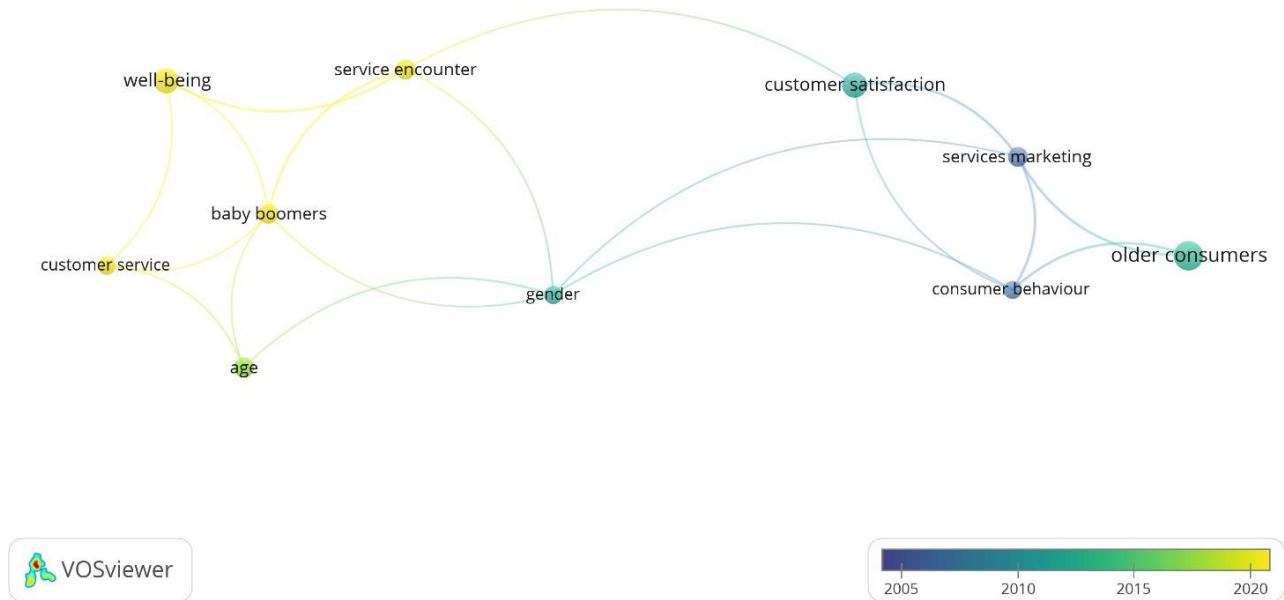 service encounter
well-being
customer satisfaction
services marketing
baby boomers
older consumers
customer service
consumer behaviour
gender
age
VOSviewer
2005 2010 2015 2020